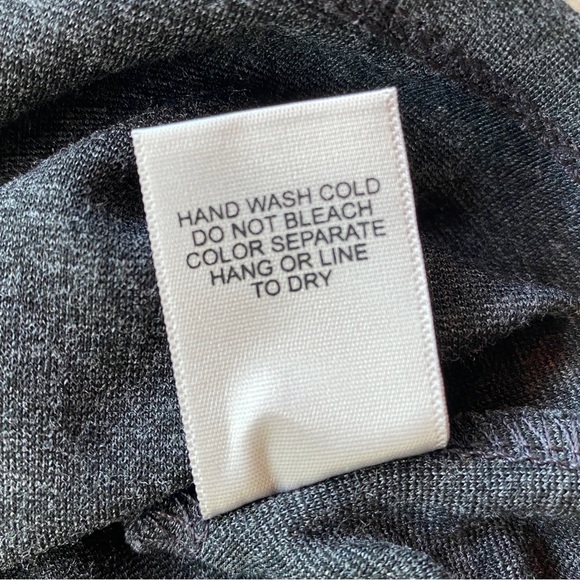 HAND WASH COLD
DO NOT BLEACH
COLOR SEPARATE
HANG OR LINE
TO DRY